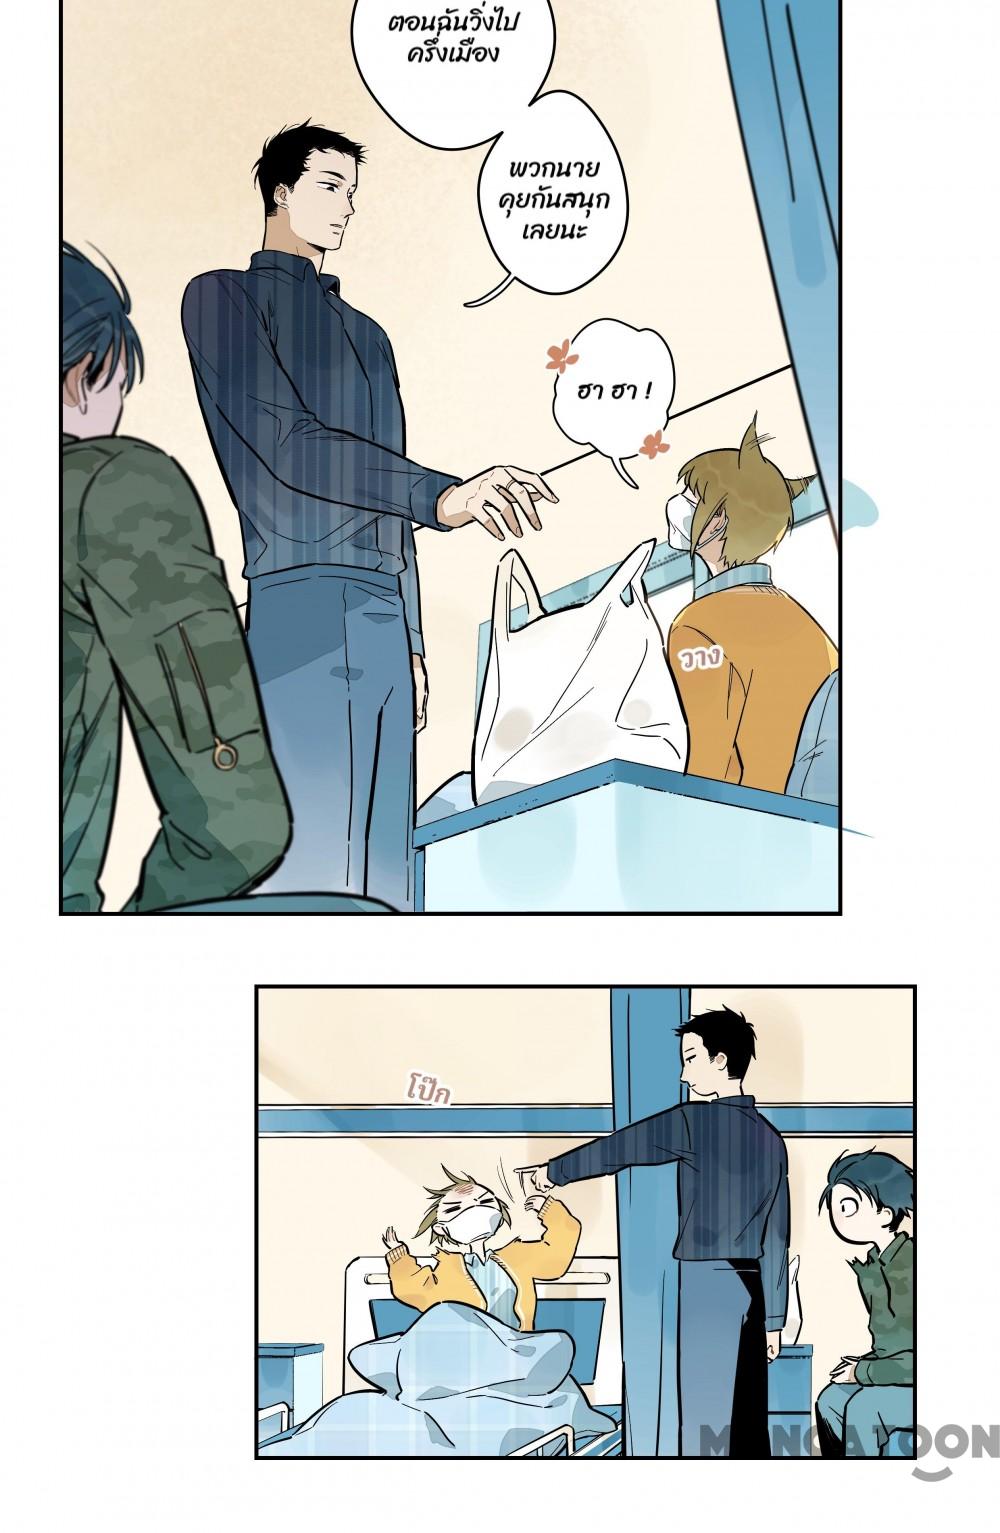 ตอนฉันวิ่งไป
ครึ่งเมือง
พวกนาย
คุยกันสนุก
เลยนะ
ฮา ฮา !
วาง
โป๊ก
MANGATOON